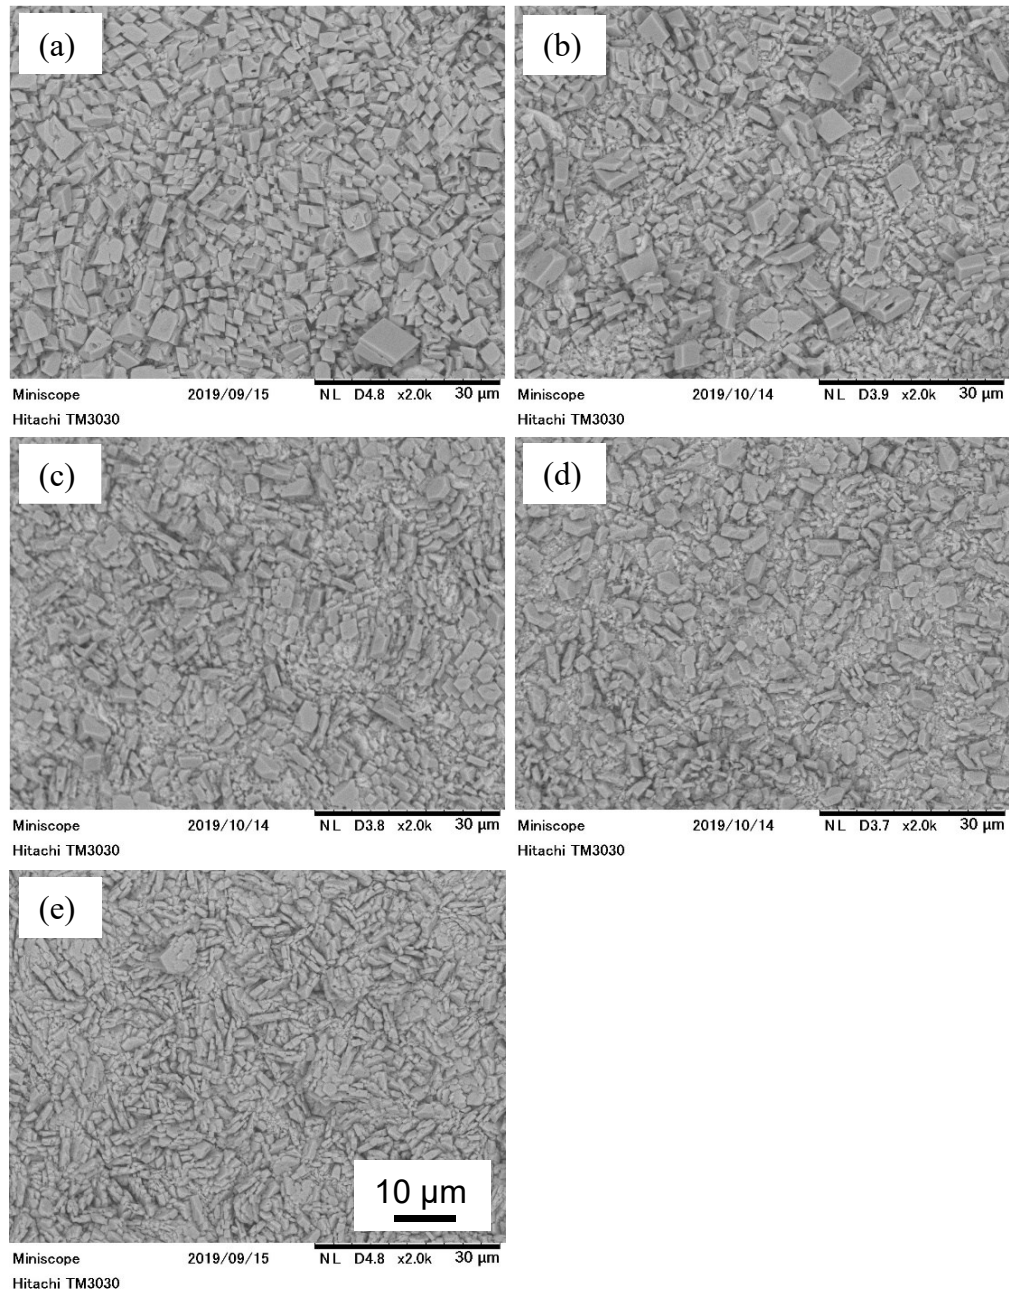 (a)
(b)
Miniscope 2019/09/15 NL D4.8 x2.0k 30 µm
Hitachi TM3030
Miniscope 2019/10/14 NL D3.9 x2.0k 30 µm
Hitachi TM3030
(c)
(d)
Miniscope 2019/10/14 NL D3.8 x2.0k 30 µm
Hitachi TM3030
Miniscope 2019/10/14 NL D3.7 x2.0k 30 µm
Hitachi TM3030
(e)
10 µm
Miniscope 2019/09/15 NL D4.8 x2.0k 30 µm
Hitachi TM3030